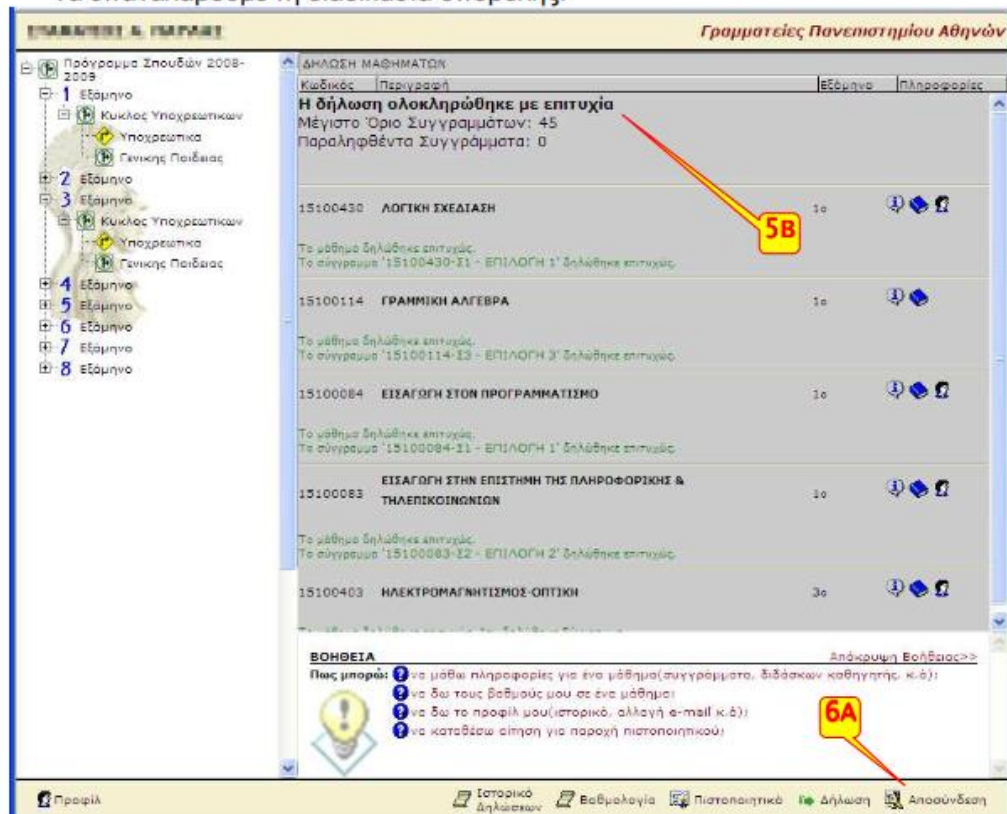 Γραμματείες Πανεπιστημίου Αθηνών
Πρόγραμμα Σπουδών 2008-
2009
1 Εξάμηνο
Κυκλος Υποχρεωτικων
Υποχρεωτικα
Γενικης Παιδειας
2 Εξάμηνο
3 Εξάμηνο
Κυκλος Υποχρεωτικων
Υποχρεωτικα
Γενικης Παιδειας
4 Εξάμηνο
5 Εξάμηνο
6 Εξάμηνο
7 Εξάμηνο
8 Εξάμηνο
ΔΗΛΩΣΗ ΜΑΘΗΜΑΤΩΝ
Κωδικός Περιγραφή Εξάμηνο Πληροφορίες
Η δήλωση ολοκληρώθηκε με επιτυχία
Μέγιστο Όριο Συγγραμμάτων: 45
Παραληφθέντα Συγγράμματα: 0
5B
15100430 ΛΟΓΙΚΗ ΣΧΕΔΙΑΣΗ 1ο
Το μάθημα δηλώθηκε επιτυχώς.
Το σύγγραμμα '15100430-Σ1 - ΕΠΙΛΟΓΗ 1' δηλώθηκε επιτυχώς.
15100114 ΓΡΑΜΜΙΚΗ ΑΛΓΕΒΡΑ 1ο
Το μάθημα δηλώθηκε επιτυχώς.
Το σύγγραμμα '15100114-Σ3 - ΕΠΙΛΟΓΗ 3' δηλώθηκε επιτυχώς.
15100084 ΕΙΣΑΓΩΓΗ ΣΤΟΝ ΠΡΟΓΡΑΜΜΑΤΙΣΜΟ 1ο
Το μάθημα δηλώθηκε επιτυχώς.
Το σύγγραμμα '15100084-Σ1 - ΕΠΙΛΟΓΗ 1' δηλώθηκε επιτυχώς.
15100083 ΕΙΣΑΓΩΓΗ ΣΤΗΝ ΕΠΙΣΤΗΜΗ ΤΗΣ ΠΛΗΡΟΦΟΡΙΚΗΣ &
ΤΗΛΕΠΙΚΟΙΝΩΝΙΩΝ 1ο
Το μάθημα δηλώθηκε επιτυχώς.
Το σύγγραμμα '15100083-Σ2 - ΕΠΙΛΟΓΗ 2' δηλώθηκε επιτυχώς.
15100403 ΗΛΕΚΤΡΟΜΑΓΝΗΤΙΣΜΟΣ-ΟΠΤΙΚΗ 3ο
ΒΟΗΘΕΙΑ Απόκρυψη Βοήθειας>>
Πως μπορώ: να μάθω πληροφορίες για ένα μάθημα(συγγράμματα, διδάσκων καθηγητής, κ.ά);
να δω τους βαθμούς μου σε ένα μάθημα;
να δω το προφίλ μου(ιστορικό, αλλαγή e-mail κ.ά);
να καταθέσω αίτηση για παροχή πιστοποιητικού;
6A
Προφίλ Ιστορικό Δηλώσεων Βαθμολογία Πιστοποιητικό Δήλωση Αποσύνδεση